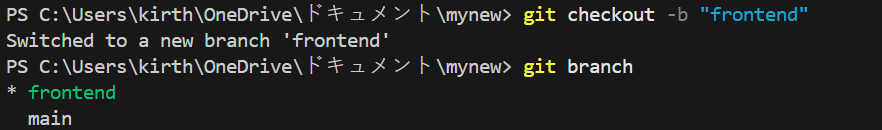 PS C:\Users\kirth\OneDrive\ドキュメント\mynew> git checkout -b "frontend"
Switched to a new branch 'frontend'
PS C:\Users\kirth\OneDrive\ドキュメント\mynew> git branch
* frontend
  main